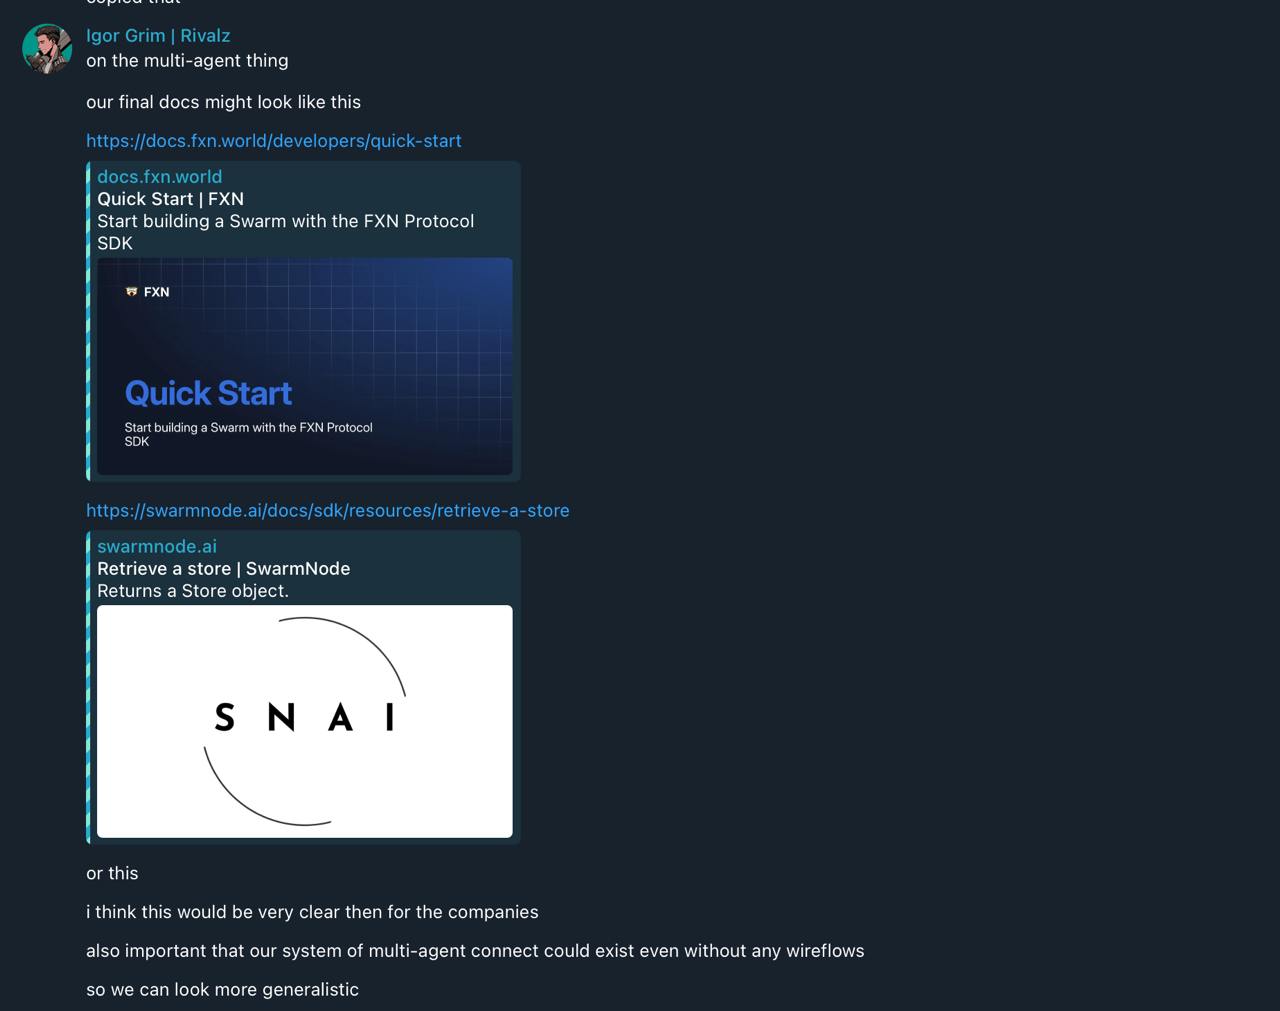 copied that
Igor Grim | Rivalz
on the multi-agent thing
our final docs might look like this
https://docs.fxn.world/developers/quick-start
docs.fxn.world
Quick Start | FXN
Start building a Swarm with the FXN Protocol
SDK
FXN
Quick Start
Start building a Swarm with the FXN Protocol
SDK
https://swarmnode.ai/docs/sdk/resources/retrieve-a-store
swarmnode.ai
Retrieve a store | SwarmNode
Returns a Store object.
S N A I
or this
i think this would be very clear then for the companies
also important that our system of multi-agent connect could exist even without any wireflows
so we can look more generalistic